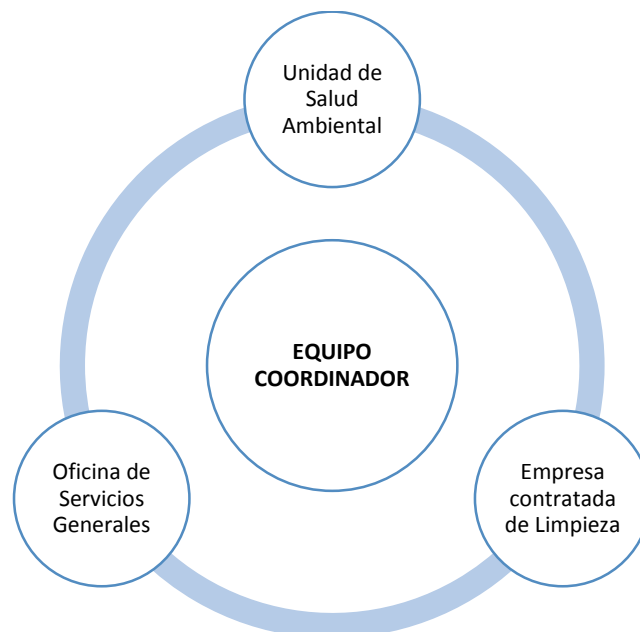 Unidad de
Salud
Ambiental
EQUIPO
COORDINADOR
Oficina de
Servicios
Generales
Empresa
contratada
de Limpieza